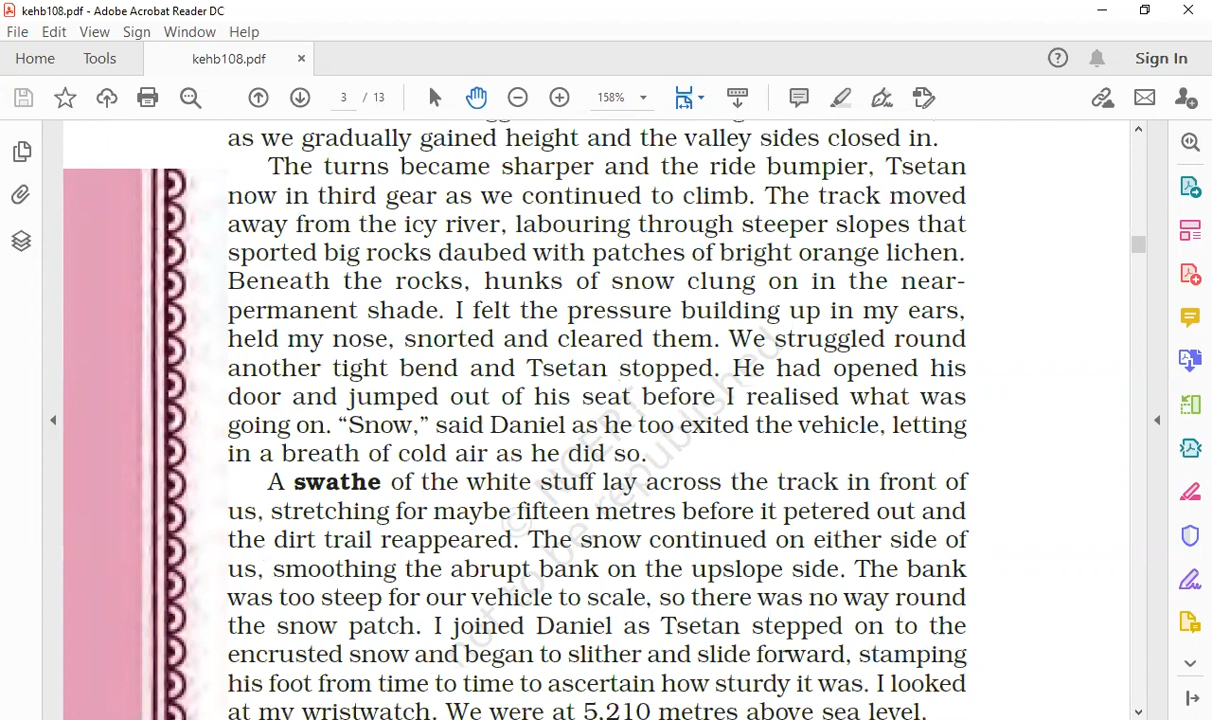 kehb108.pdf - Adobe Acrobat Reader DC
File Edit View Sign Window Help
Home Tools kehb108.pdf × Sign In
3 / 13 158%
as we gradually gained height and the valley sides closed in.
The turns became sharper and the ride bumpier, Tsetan
now in third gear as we continued to climb. The track moved
away from the icy river, labouring through steeper slopes that
sported big rocks daubed with patches of bright orange lichen.
Beneath the rocks, hunks of snow clung on in the near-
permanent shade. I felt the pressure building up in my ears,
held my nose, snorted and cleared them. We struggled round
another tight bend and Tsetan stopped. He had opened his
door and jumped out of his seat before I realised what was
going on. “Snow,” said Daniel as he too exited the vehicle, letting
in a breath of cold air as he did so.
A swathe of the white stuff lay across the track in front of
us, stretching for maybe fifteen metres before it petered out and
the dirt trail reappeared. The snow continued on either side of
us, smoothing the abrupt bank on the upslope side. The bank
was too steep for our vehicle to scale, so there was no way round
the snow patch. I joined Daniel as Tsetan stepped on to the
encrusted snow and began to slither and slide forward, stamping
his foot from time to time to ascertain how sturdy it was. I looked
at my wristwatch. We were at 5,210 metres above sea level.
© NCERT
not to be republished